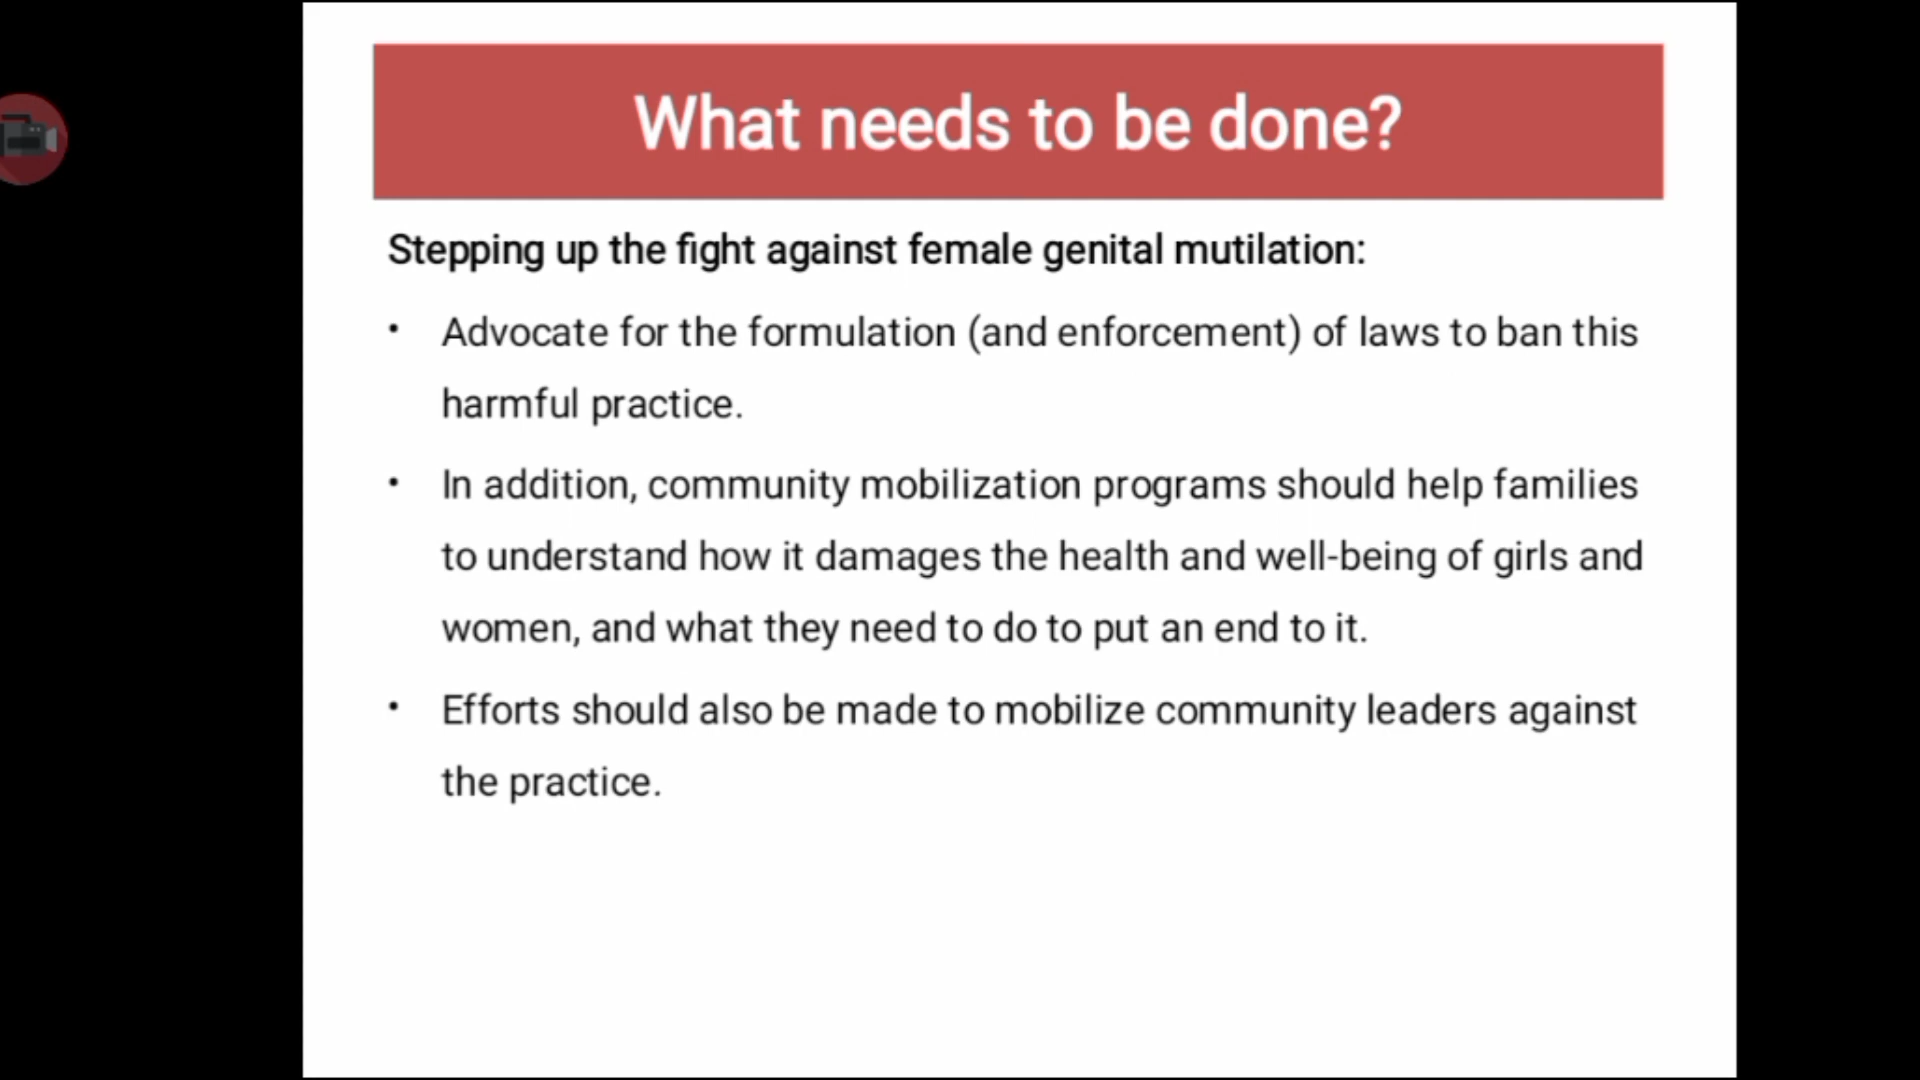 What needs to be done?
Stepping up the fight against female genital mutilation:
• Advocate for the formulation (and enforcement) of laws to ban this
harmful practice.
• In addition, community mobilization programs should help families
to understand how it damages the health and well-being of girls and
women, and what they need to do to put an end to it.
• Efforts should also be made to mobilize community leaders against
the practice.